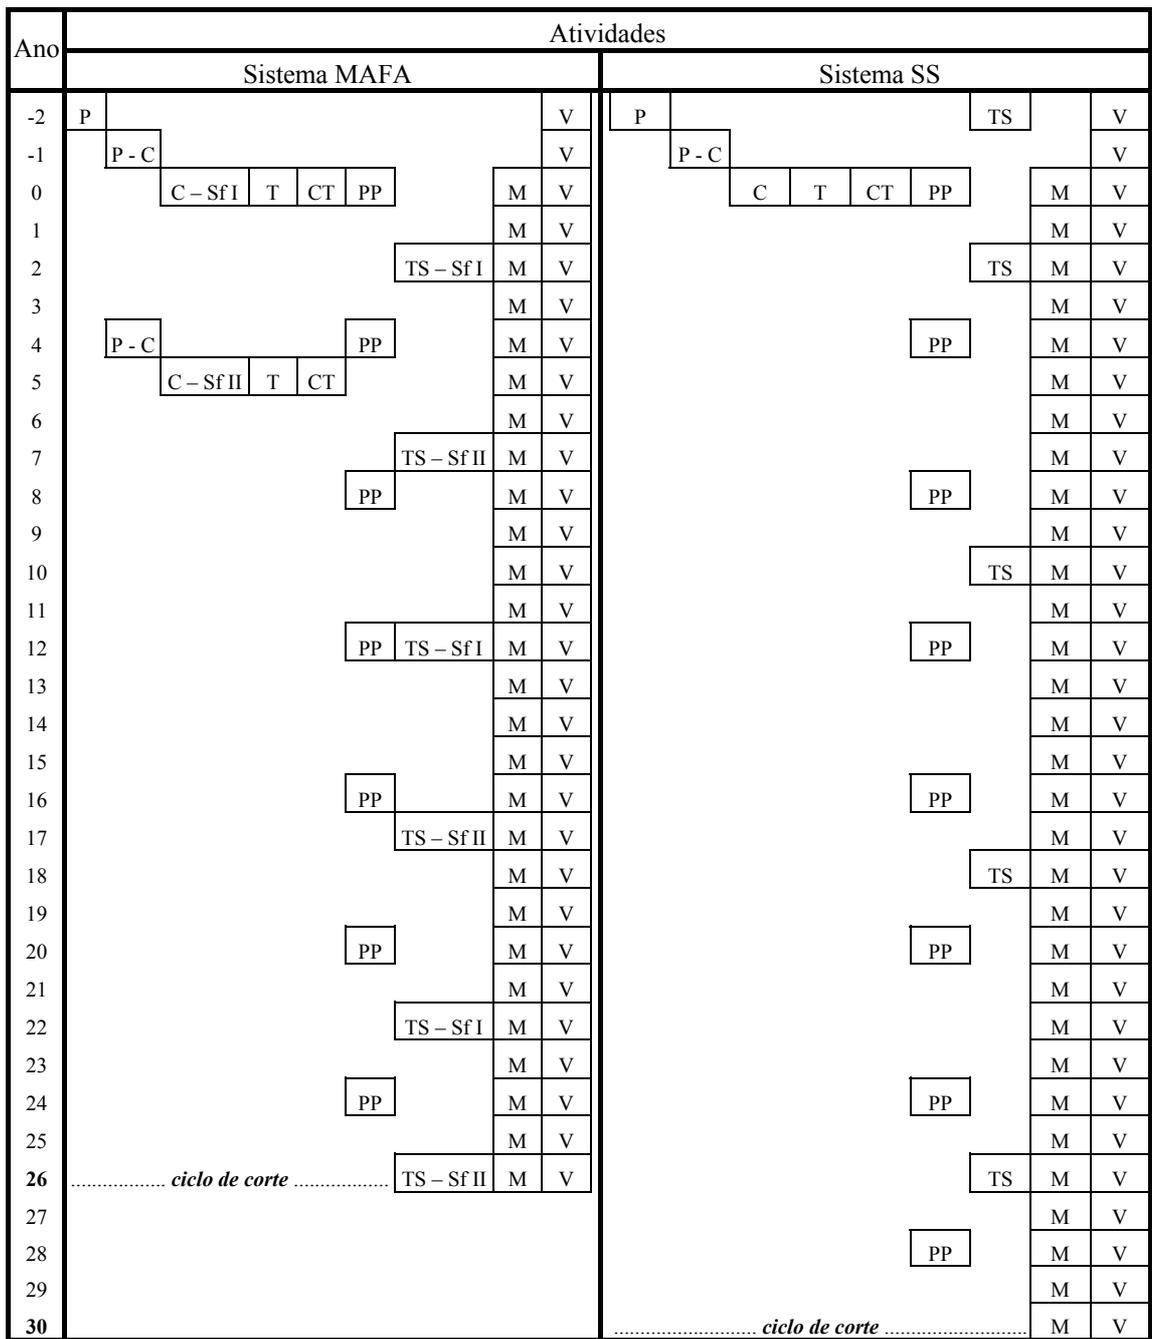 Ano Atividades
Sistema MAFA Sistema SS
-2 P V P TS V
-1 P - C V P - C V
0 C – Sf I T CT PP M V C T CT PP M V
1 M V M V
2 TS – Sf I M V TS M V
3 M V M V
4 P - C PP M V PP M V
5 C – Sf II T CT M V M V
6 M V M V
7 TS – Sf II M V M V
8 PP M V PP M V
9 M V M V
10 M V TS M V
11 M V M V
12 PP TS – Sf I M V PP M V
13 M V M V
14 M V M V
15 M V M V
16 PP M V PP M V
17 TS – Sf II M V M V
18 M V TS M V
19 M V M V
20 PP M V PP M V
21 M V M V
22 TS – Sf I M V M V
23 M V M V
24 PP M V PP M V
25 M V M V
26 .................. ciclo de corte .................. TS – Sf II M V TS M V
27 M V
28 PP M V
29 M V
30 ........................... ciclo de corte ........................... M V